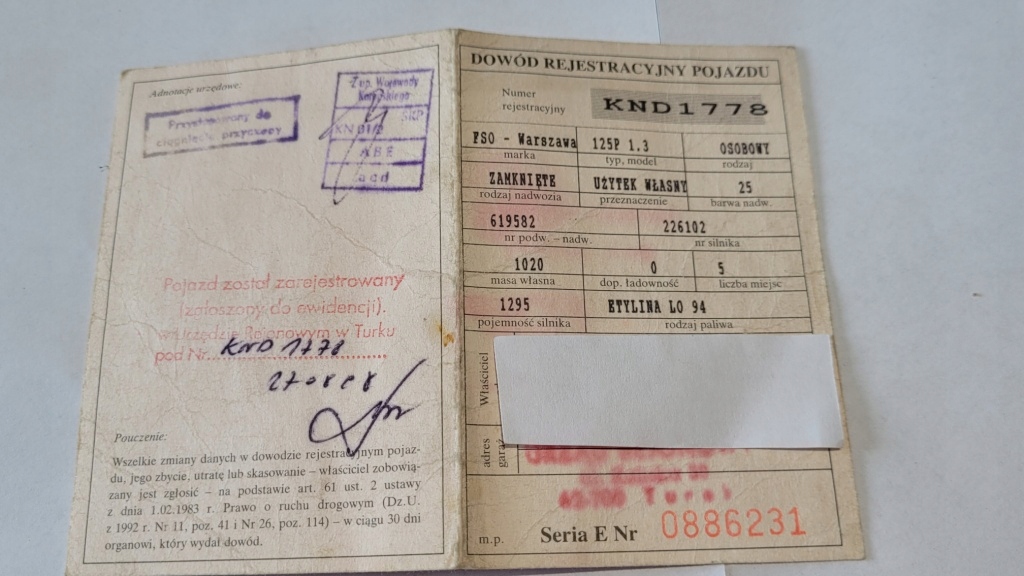 Adnotacje urzędowe:
Przystosowany do
ciągnięcia przyczepy
Z up. Wojewody
SKP
KN 01/
Pojazd został zarejestrowany
(zgłoszony do ewidencji).
w Urzędzie Rejonowym w Turku
pod Nr. KND 1778
Pouczenie:
Wszelkie zmiany danych w dowodzie rejestracyjnym pojaz-
du, jego zbycie, utratę lub skasowanie – właściciel zobowią-
zany jest zgłosić – na podstawie art. 61 ust. 2 ustawy
z dnia 1.02.1983 r. Prawo o ruchu drogowym (Dz.U.
z 1992 r. Nr 11, poz. 41 i Nr 26, poz. 114) – w ciągu 30 dni
organowi, który wydał dowód.
DOWÓD REJESTRACYJNY POJAZDU
Numer
rejestracyjny KND1778
FSO - Warszawa 125P 1.3 OSOBOWY
marka typ, model rodzaj
ZAMKNIĘTE UŻYTEK WŁASNY 25
rodzaj nadwozia przeznaczenie barwa nadw.
619582 226102
nr podw. – nadw. nr silnika
1020 0 5
masa własna dop. ładowność liczba miejsc
1295 ETYLINA LO 94
pojemność silnika rodzaj paliwa
Właściciel
adres
garaż
Turek
m.p. Seria E Nr 0886231